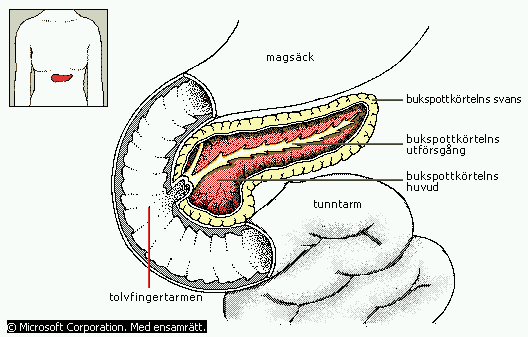 magsäck
bukspottkörtelns svans
bukspottkörtelns
utförsgång
bukspottkörtelns
huvud
tunntarm
tolvfingertarmen
© Microsoft Corporation. Med ensamrätt.